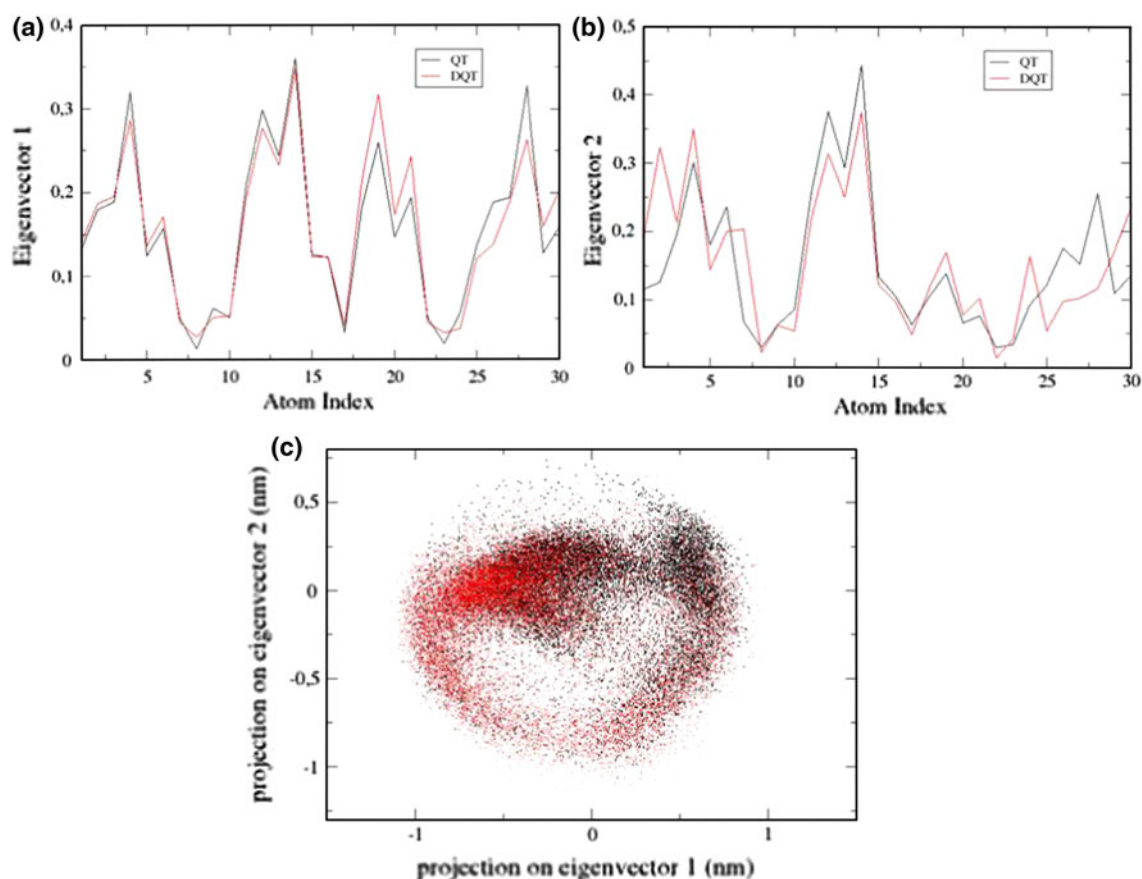 (a)
0.4
0.3
0.2
0.1
0
Eigenvector 1
QT
DQT
5
10
15
20
25
30
Atom Index
(b)
0.5
0.4
0.3
0.2
0.1
0
Eigenvector 2
QT
DQT
5
10
15
20
25
30
Atom Index
(c)
0.5
0
-0.5
-1
projection on eigenvector 2 (nm)
-1
0
1
projection on eigenvector 1 (nm)